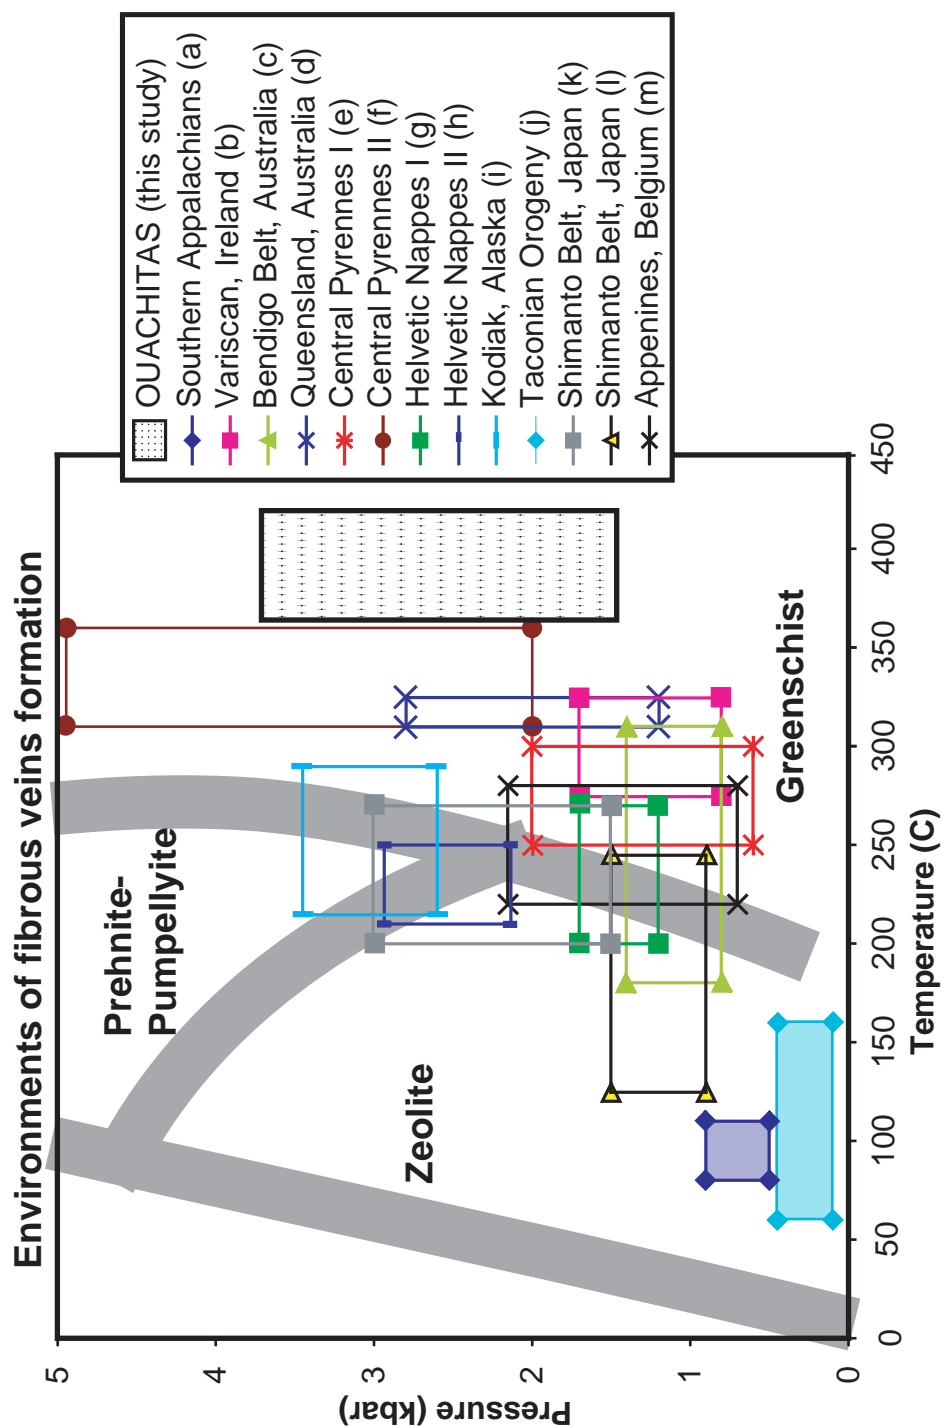 Environments of fibrous veins formation
OUACHITAS (this study)
Southern Appalachians (a)
Variscan, Ireland (b)
Bendigo Belt, Australia (c)
Queensland, Australia (d)
Central Pyrennes I (e)
Central Pyrennes II (f)
Helvetic Nappes I (g)
Helvetic Nappes II (h)
Kodiak, Alaska (i)
Taconian Orogeny (j)
Shimanto Belt, Japan (k)
Shimanto Belt, Japan (l)
Appenines, Belgium (m)
Prehnite-
Pumpellyite
Zeolite
Greenschist
Pressure (kbar)
5
4
3
2
1
0
0
50
100
150
200
250
300
350
400
450
Temperature (C)